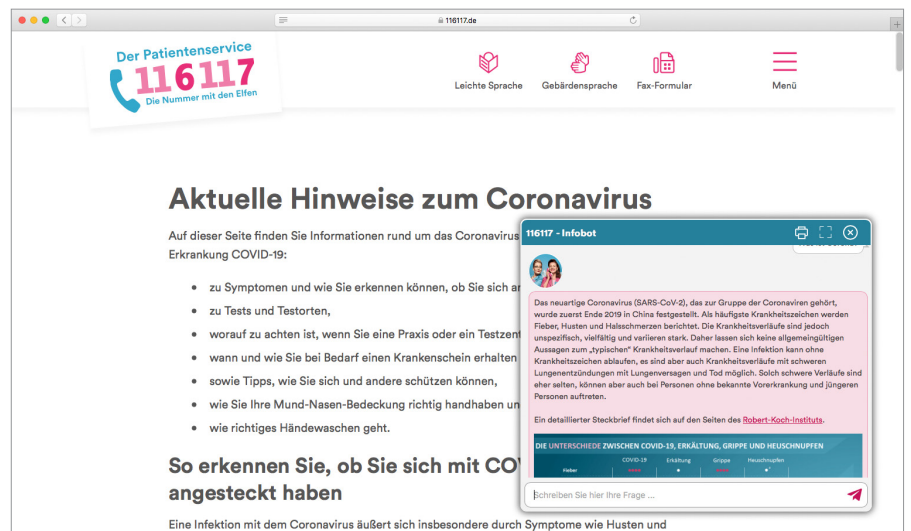 116117.de
Der Patientenservice
116117
Die Nummer mit den Elfen
Leichte Sprache
Gebärdensprache
Fax-Formular
Menü
Aktuelle Hinweise zum Coronavirus
Auf dieser Seite finden Sie Informationen rund um das Coronavirus
Erkrankung COVID-19:
zu Symptomen und wie Sie erkennen können, ob Sie sich
zu Tests und Testorten,
worauf zu achten ist, wenn Sie eine Praxis oder ein
wann und wie Sie bei Bedarf einen Krankenschein erhalten
sowie Tipps, wie Sie sich und andere schützen können,
wie Sie Ihre Mund-Nasen-Bedeckung richtig handhaben
wie richtiges Händewaschen geht.
So erkennen Sie, ob Sie sich mit
angesteckt haben
Eine Infektion mit dem Coronavirus äußert sich insbesondere durch Symptome wie Husten und
116117 - Infobot
Das neuartige Coronavirus (SARS-CoV-2), das zur Gruppe der Coronaviren gehört,
wurde zuerst Ende 2019 in China festgestellt. Als häufigste Krankheitszeichen werden
Fieber, Husten und Halsschmerzen berichtet. Die Krankheitsverläufe sind jedoch
unspezifisch, vielfältig und variieren stark. Daher lassen sich keine allgemeingültigen
Aussagen zum „typischen“ Krankheitsverlauf machen. Eine Infektion kann ohne
Krankheitszeichen ablaufen, es sind aber auch Krankheitsverläufe mit schweren
Lungenentzündungen mit Lungenversagen und Tod möglich. Solch schwere Verläufe sind
eher selten, können aber auch bei Personen ohne bekannte Vorerkrankung und jüngeren
Personen auftreten.
Ein detaillierter Steckbrief findet sich auf den Seiten des Robert-Koch-Instituts.
DIE UNTERSCHIEDE ZWISCHEN COVID-19, ERKÄLTUNG, GRIPPE UND HEUSCHNUPFEN
COVID-19 Erkältung Grippe Heuschnupfen
Fieber
Schreiben Sie hier Ihre Frage ...